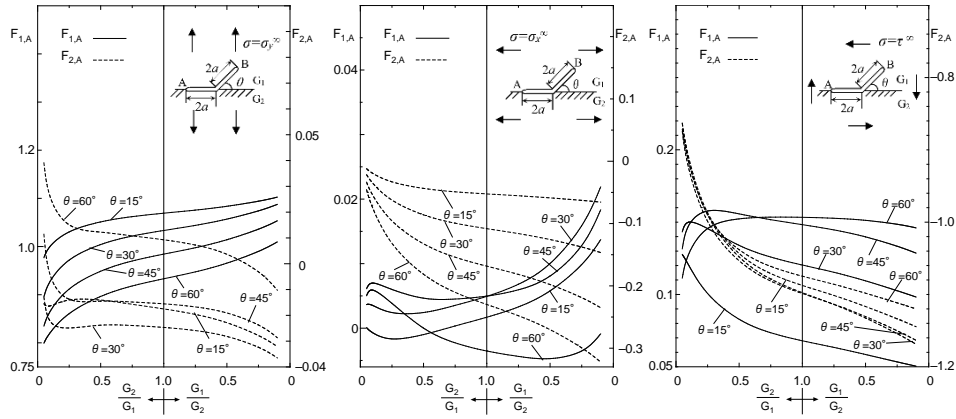 F1,A F2,A
F1,A
F2,A
σ=σy∞
A B 2a θ G1 G2 2a
1.2
1.0
0.75
0.05
0
−0.04
θ=60° θ=15°
θ=30°
θ=45°
θ=60°
θ=45°
θ=30° θ=15°
0 0.5 1.0 0.5 0
G2/G1 G1/G2
F1,A F2,A
F1,A
F2,A
σ=σx∞
A B 2a θ G1 G2 2a
0.045
0.02
0
0.1
0
−0.1
−0.2
−0.3
θ=15°
θ=30°
θ=30°
θ=45°
θ=45°
θ=60°
θ=15°
θ=60°
0 0.5 1.0 0.5 0
G2/G1 G1/G2
F1,A F2,A
F1,A
F2,A
σ=τ∞
A B 2a θ G1 G2 2a
0.2
0.1
0.05
−0.8
−1.0
−1.2
θ=60°
θ=45°
θ=30°
θ=60°
θ=15°
θ=15°
θ=45°
θ=30°
0 0.5 1.0 0.5 0
G2/G1 G1/G2